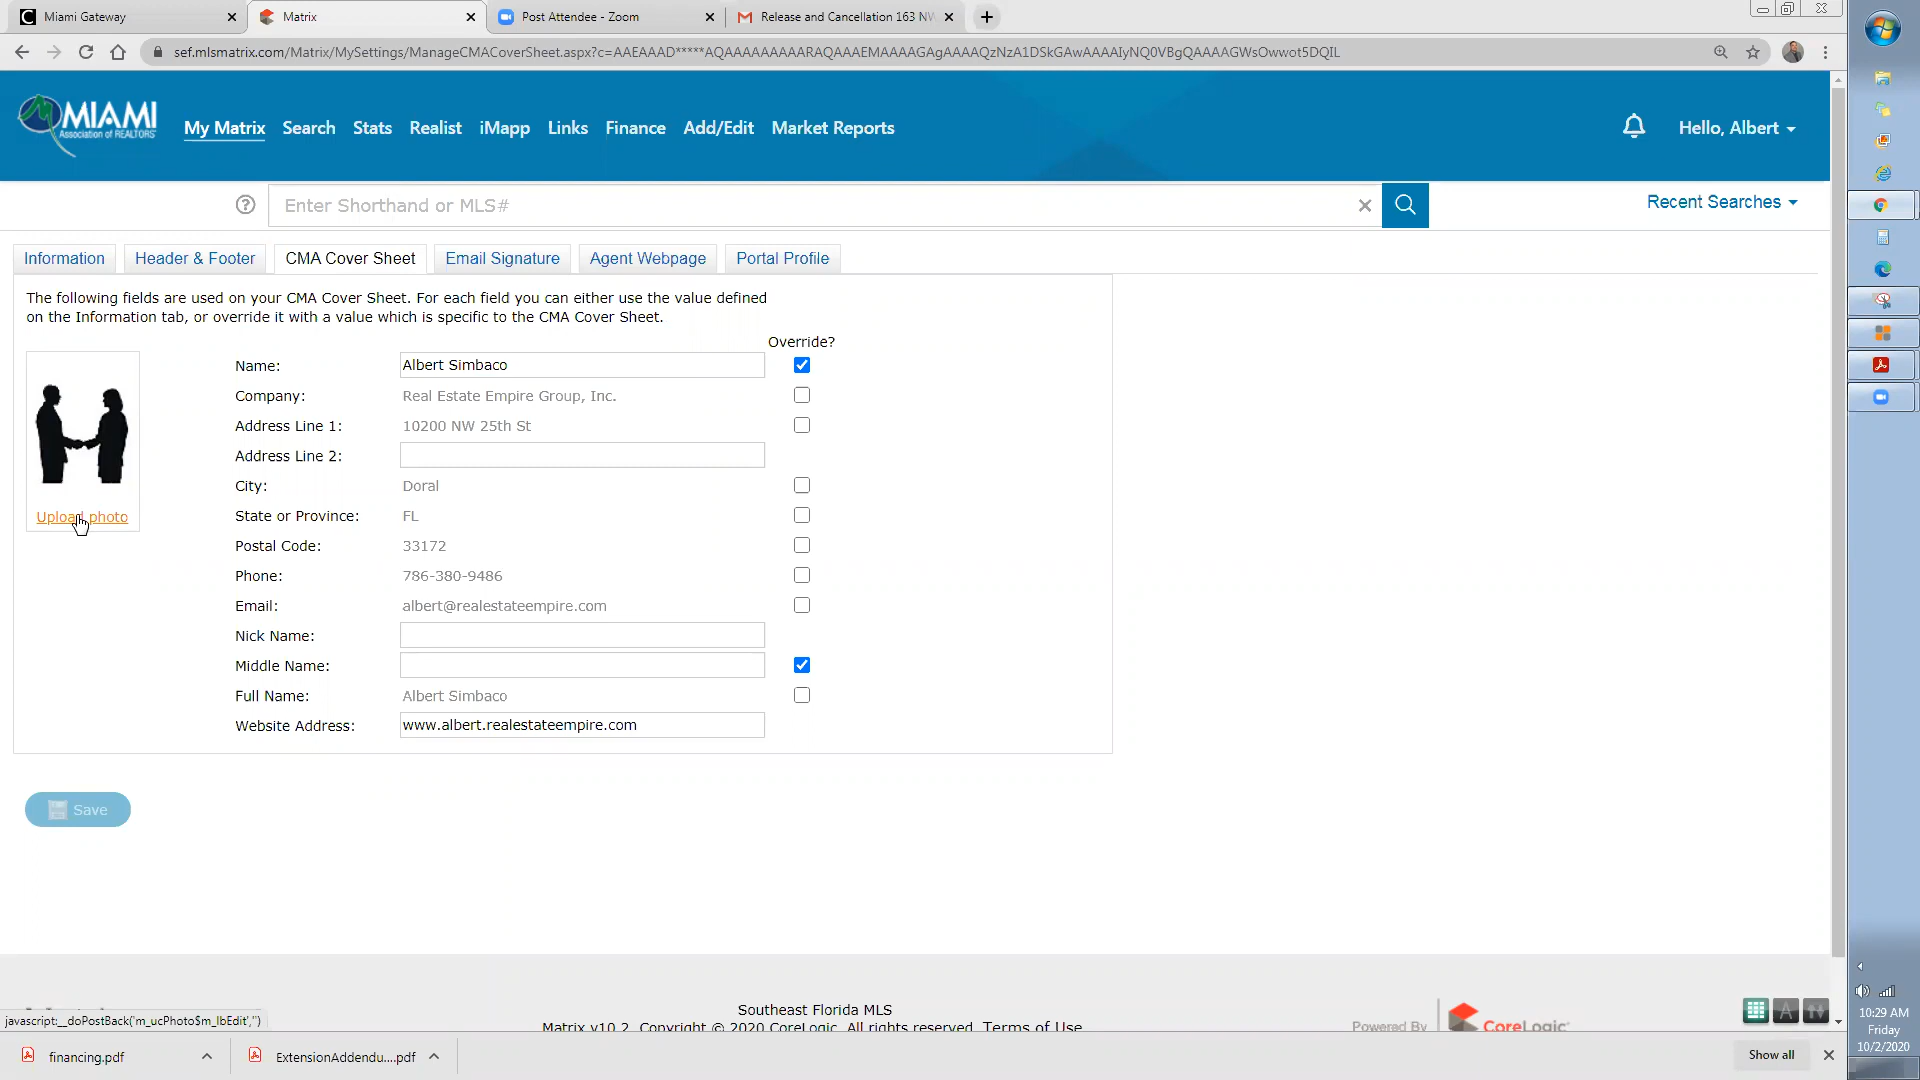 Miami Gateway
Matrix
Post Attendee - Zoom
Release and Cancellation 163 NW
sef.mlsmatrix.com/Matrix/MySettings/ManageCMACoverSheet.aspx?c=AAEAAAD*****AQAAAAAAAAARAQAAAEMAAAAGAgAAAAQzNzA1DSkGAwAAAAIyNQ0VBgQAAAAGWsOwwot5DQIL
MIAMI
Association of REALTORS®
My Matrix
Search
Stats
Realist
iMapp
Links
Finance
Add/Edit
Market Reports
Hello, Albert
Enter Shorthand or MLS#
Recent Searches
Information
Header & Footer
CMA Cover Sheet
Email Signature
Agent Webpage
Portal Profile
The following fields are used on your CMA Cover Sheet. For each field you can either use the value defined
on the Information tab, or override it with a value which is specific to the CMA Cover Sheet.
Override?
Name: Albert Simbaco
Company: Real Estate Empire Group, Inc.
Address Line 1: 10200 NW 25th St
Address Line 2:
City: Doral
Upload photo
State or Province: FL
Postal Code: 33172
Phone: 786-380-9486
Email: albert@realestateempire.com
Nick Name:
Middle Name:
Full Name: Albert Simbaco
Website Address: www.albert.realestateempire.com
Save
Southeast Florida MLS
Matrix v10.2 Copyright © 2020 CoreLogic. All rights reserved. Terms of Use
Powered By
CoreLogic
javascript:__doPostBack('m_ucPhoto$m_lbEdit','')
financing.pdf
ExtensionAddendu....pdf
Show all
10:29 AM
Friday
10/2/2020